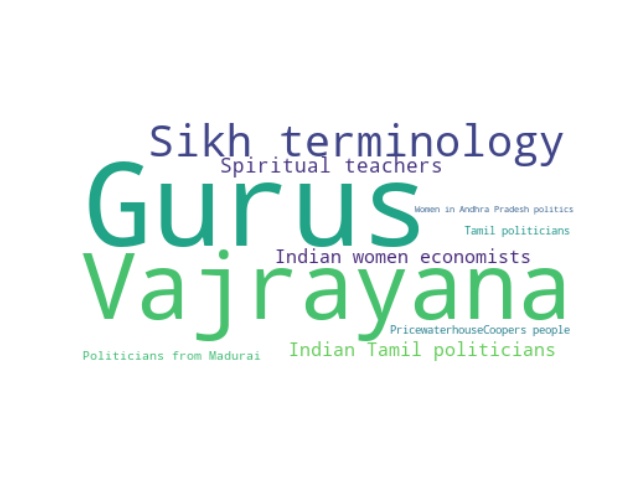 Sikh terminology
Spiritual teachers
Gurus
Women in Andhra Pradesh politics
Tamil politicians
Indian women economists
Vajrayana
PricewaterhouseCoopers people
Indian Tamil politicians
Politicians from Madurai